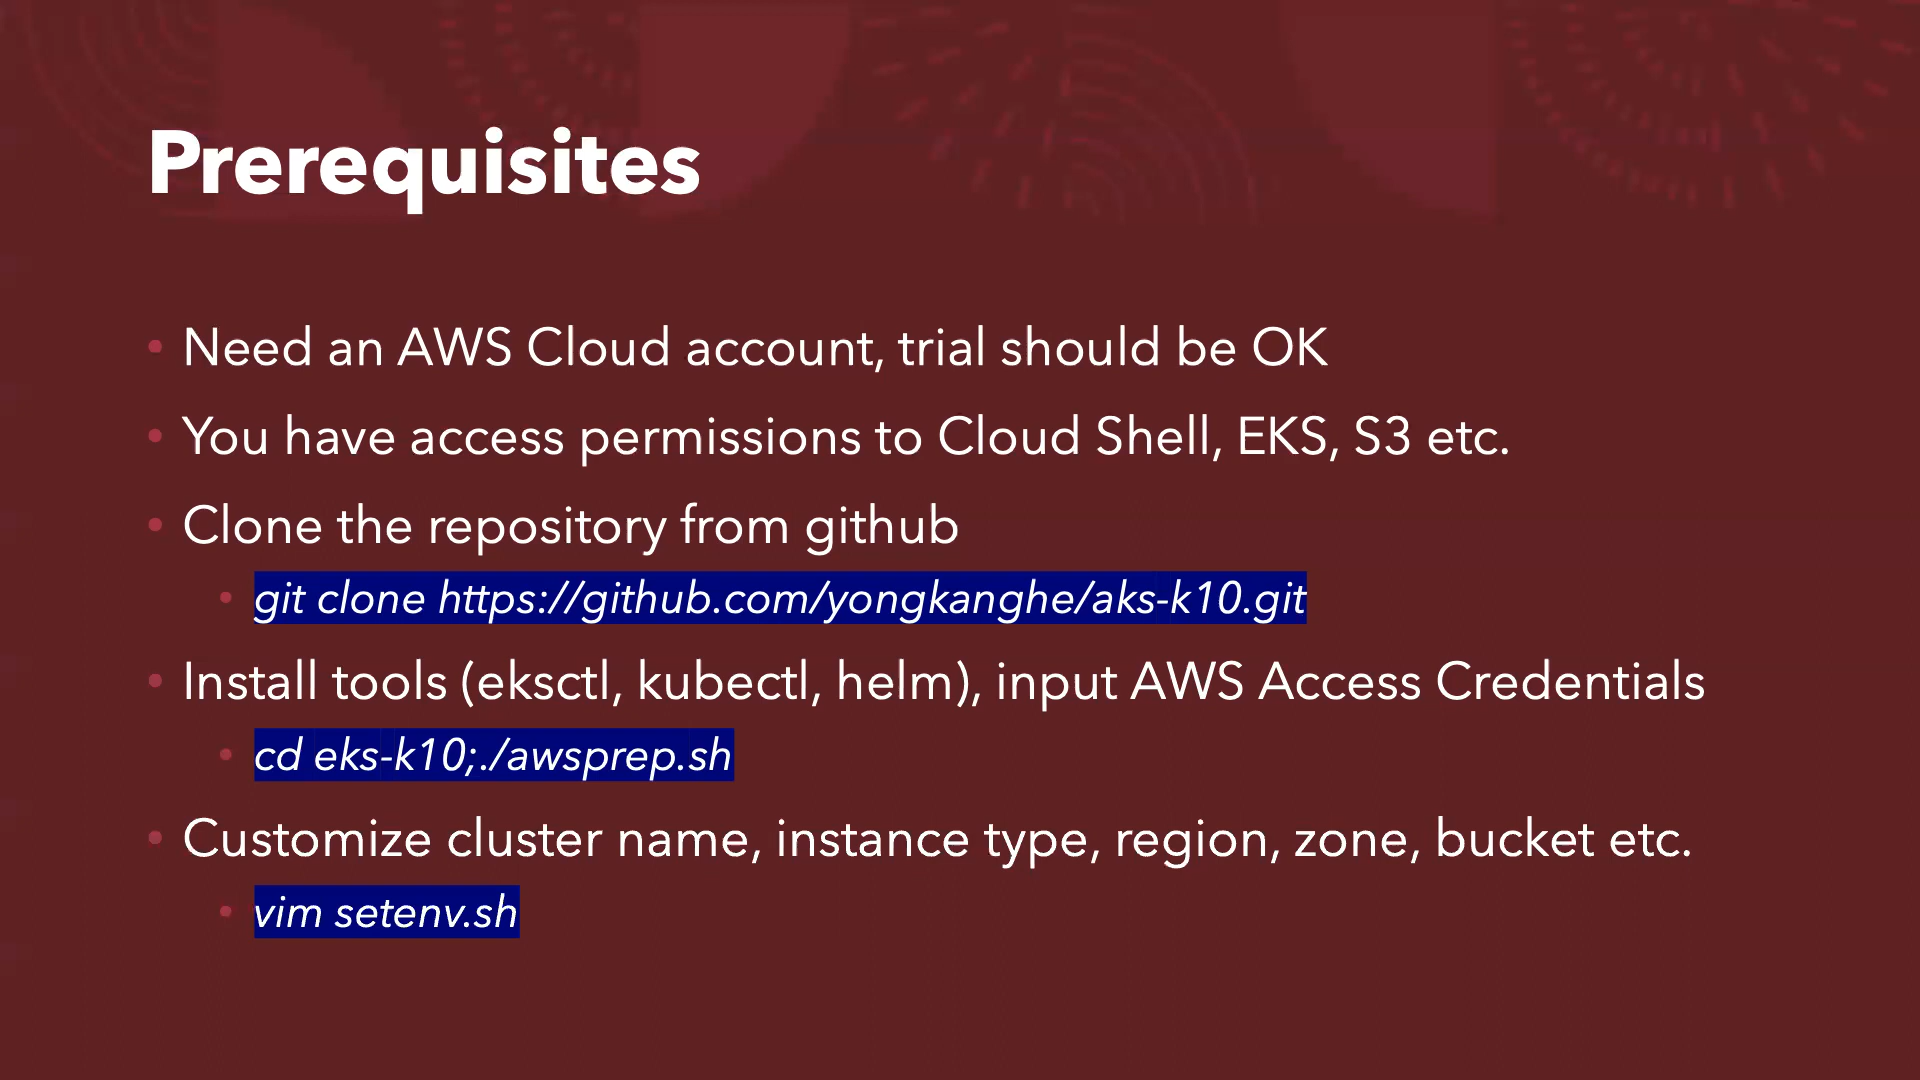 Prerequisites
• Need an AWS Cloud account, trial should be OK
• You have access permissions to Cloud Shell, EKS, S3 etc.
• Clone the repository from github
• git clone https://github.com/yongkanghe/aks-k10.git
• Install tools (eksctl, kubectl, helm), input AWS Access Credentials
• cd eks-k10;./awsprep.sh
• Customize cluster name, instance type, region, zone, bucket etc.
• vim setenv.sh